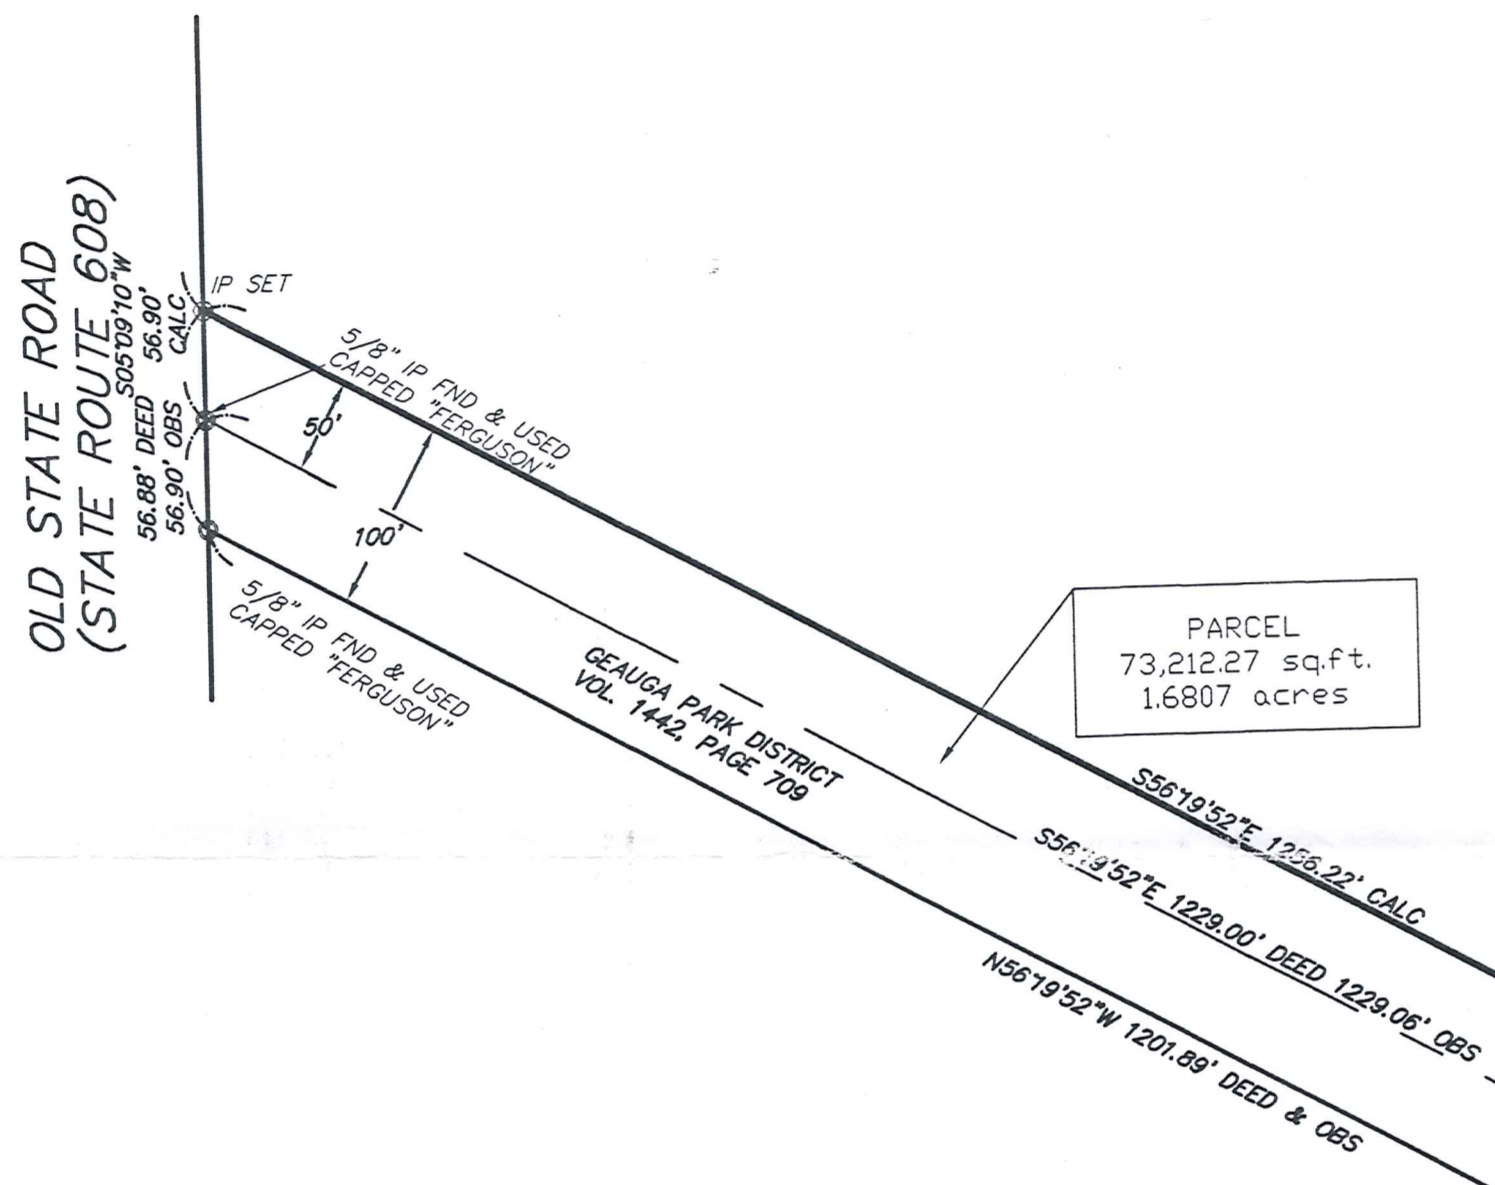 OLD STATE ROAD
(STATE ROUTE 608)
S05°09'10"W
56.90'
CALC
56.88' DEED
56.90' OBS
IP SET
5/8" IP FND & USED
CAPPED "FERGUSON"
50'
100'
5/8" IP FND & USED
CAPPED "FERGUSON"
GEAUGA PARK DISTRICT
VOL. 1442, PAGE 709
PARCEL
73,212.27 sq.ft.
1.6807 acres
S56°19'52"E 1256.22' CALC
S56°19'52"E 1229.00' DEED 1229.06' OBS
N56°19'52"W 1201.89' DEED & OBS